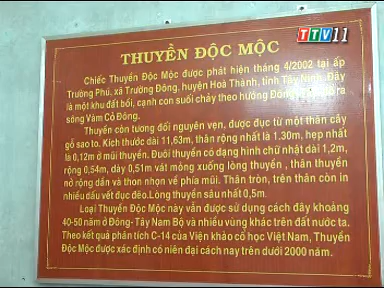 TTV11
THUYỀN ĐỘC MỘC
Chiếc Thuyền Độc Mộc được phát hiện tháng 4/2002 tại ấp
Trường Phú, xã Trường Đông, huyện Hoà Thành, tỉnh Tây Ninh. Đây
là một khu đất bồi, cạnh con suối chảy theo hướng Đông ra
sông Vàm Cỏ Đông.
Thuyền còn tương đối nguyên vẹn, được đục từ một thân cây
gỗ sao to. Kích thước dài 11,63m, thân rộng nhất là 1.30m, hẹp nhất
là 0,12m ở mũi thuyền. Đuôi thuyền có dạng hình chữ nhật dài 1,2m,
rộng 0,54m, dày 0,51m vát mỏng xuống lòng thuyền, thân thuyền
nở rộng dần và thon nhọn về phía mũi. Thân tròn, trên thân còn in
nhiều dấu vết đục đẽo. Lòng thuyền sâu nhất 0,5m.
Loại Thuyền Độc Mộc này vẫn được sử dụng cách đây khoảng
40-50 năm ở Đông-Tây Nam Bộ và nhiều vùng khác trên đất nước ta.
Theo kết quả phân tích C-14 của Viện khảo cổ học Việt Nam, Thuyền
Độc Mộc được xác định có niên đại cách nay trên dưới 2000 năm.